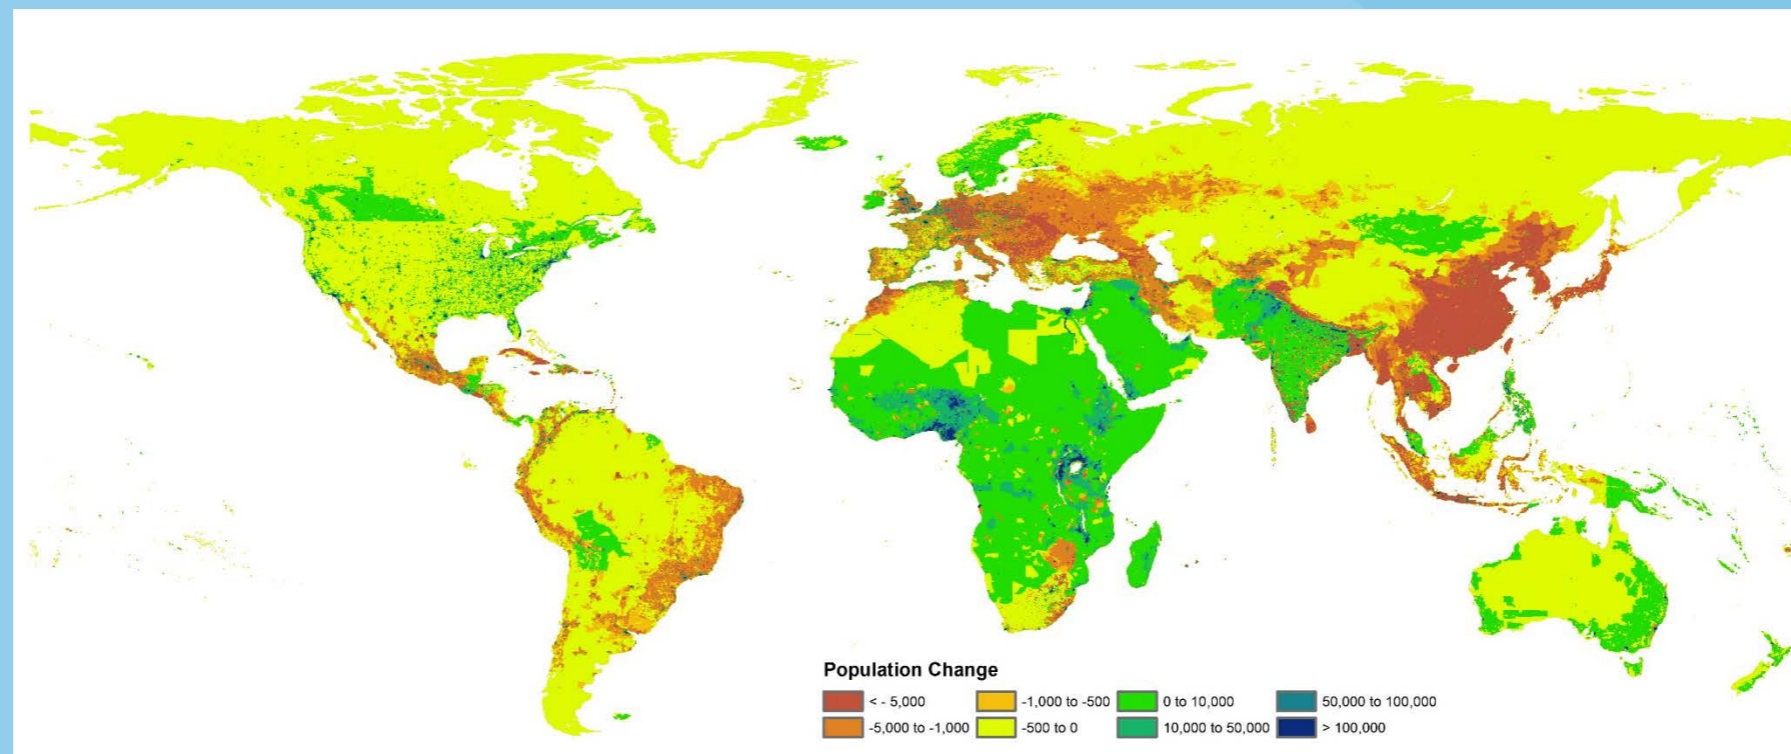 Population Change
< - 5,000
-1,000 to -500
0 to 10,000
50,000 to 100,000
-5,000 to -1,000
-500 to 0
10,000 to 50,000
> 100,000